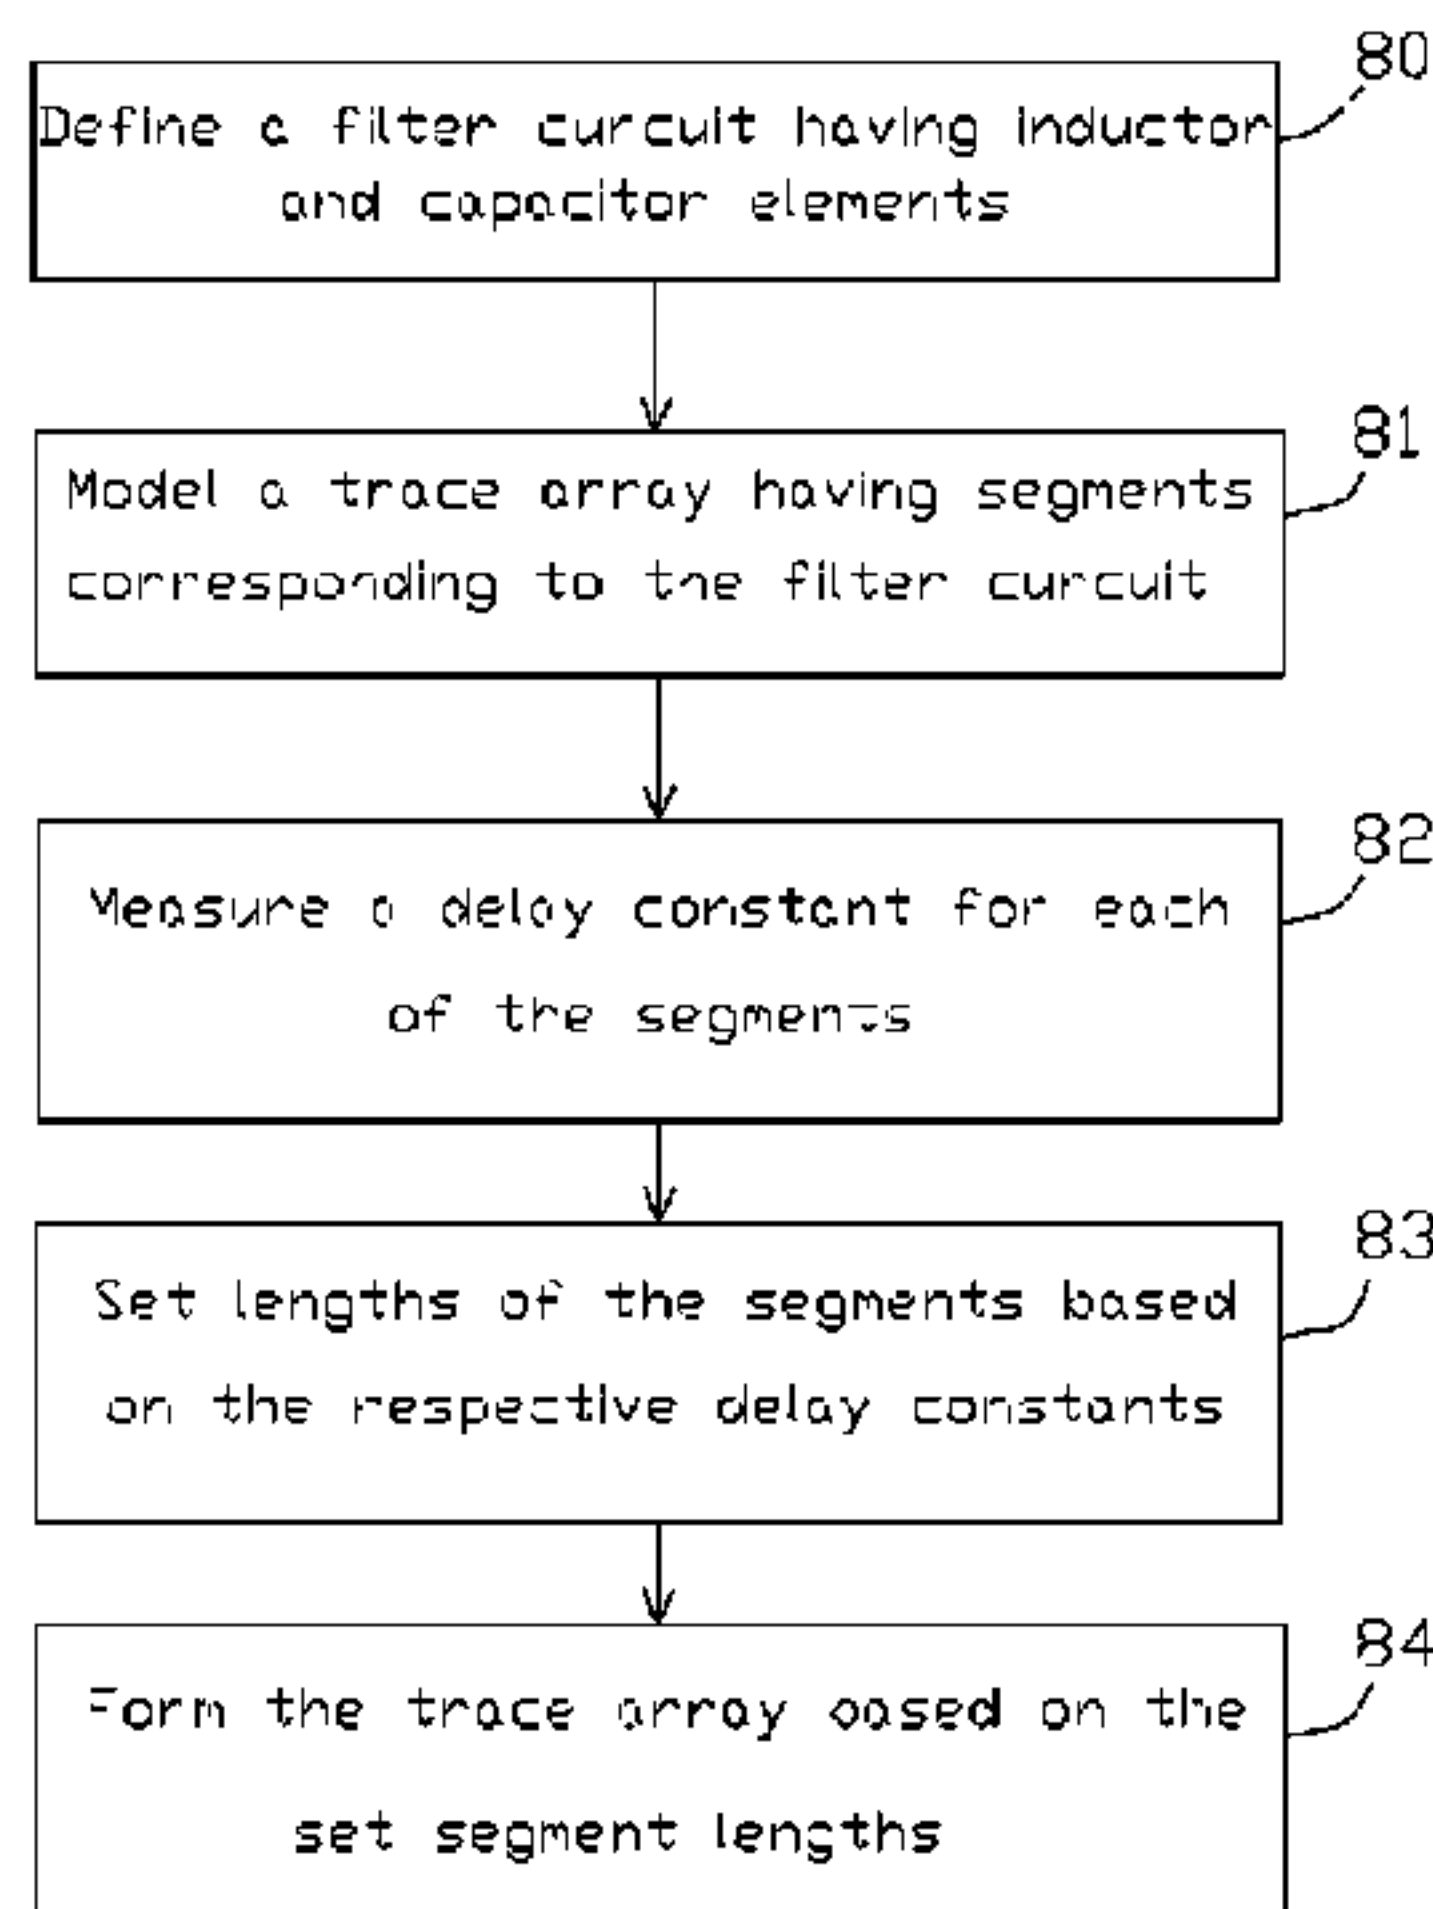 80
Define a filter curcuit having inductor
and capacitor elements
81
Model a trace array having segments
corresponding to the filter curcuit
82
Measure a delay constant for each
of the segments
83
Set lengths of the segments based
on the respective delay constants
84
Form the trace array based on the
set segment lengths